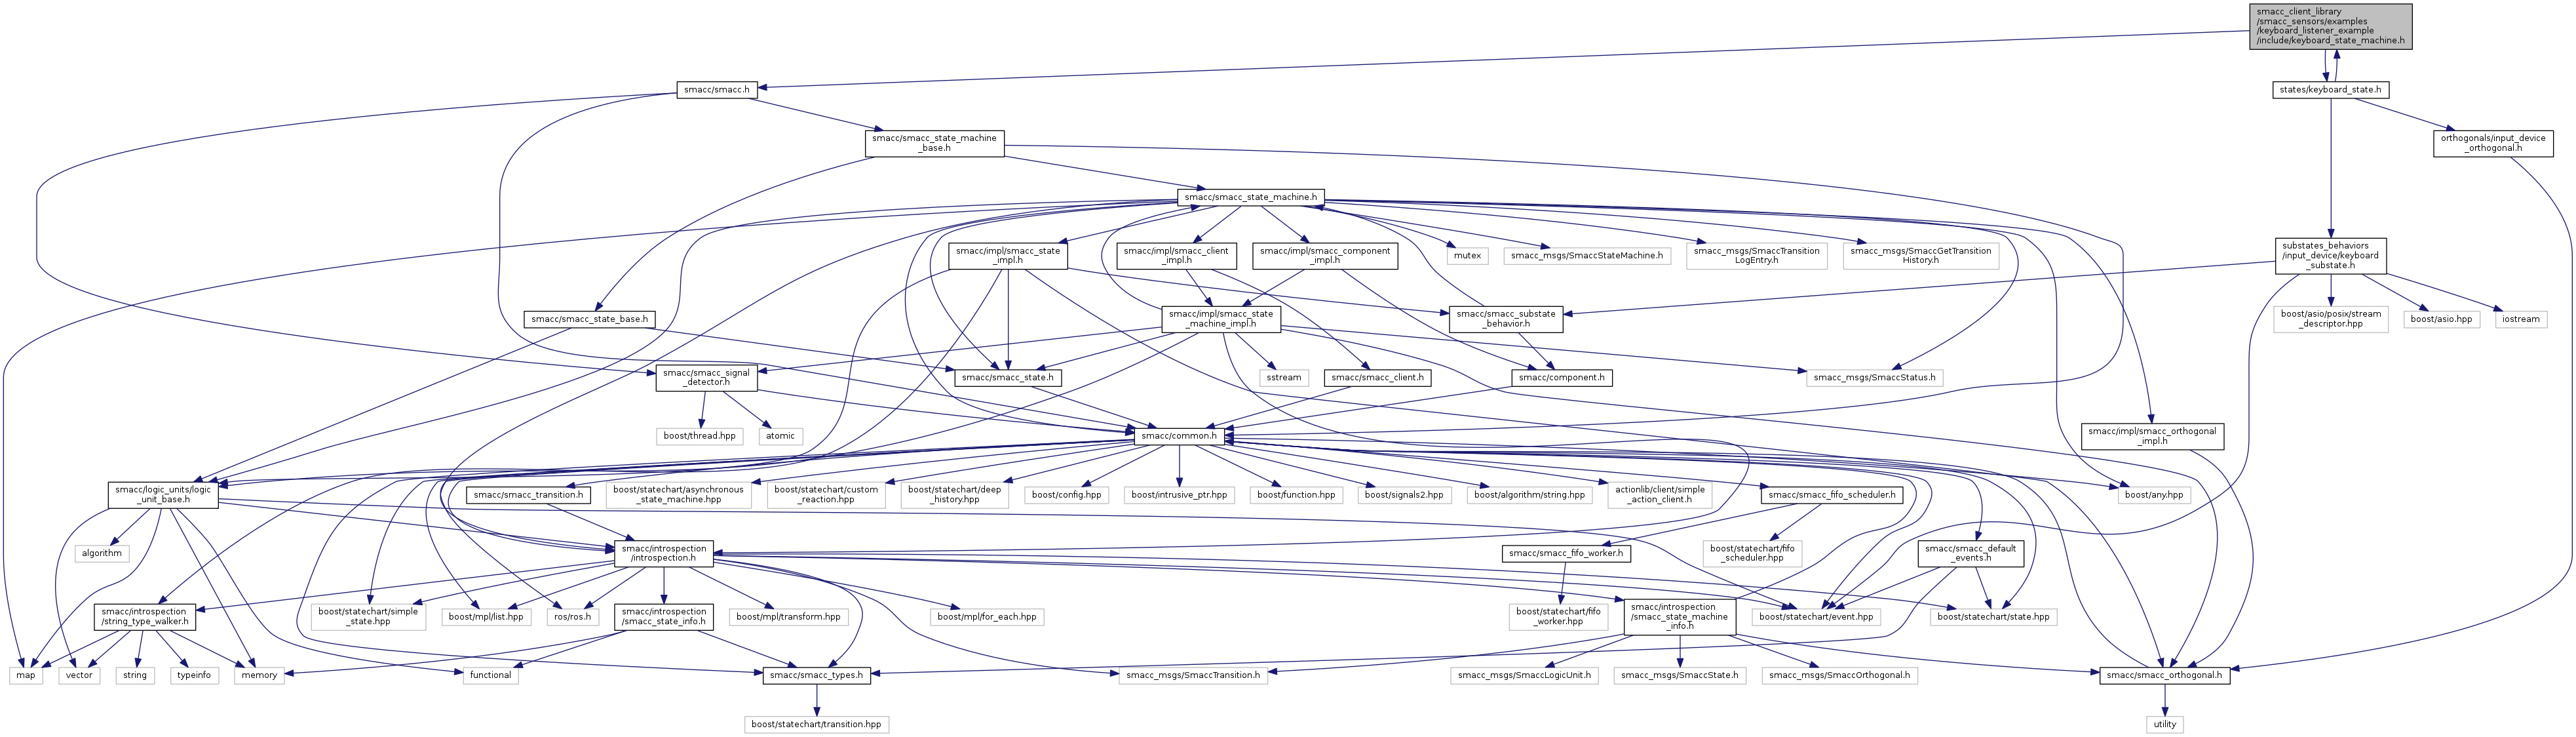 smacc_client_library
/smacc_sensors/examples
/keyboard_listener_example
/include/keyboard_state_machine.h
smacc/smacc.h
states/keyboard_state.h
smacc/smacc_state_machine
_base.h
orthogonals/input_device
_orthogonal.h
smacc/smacc_state_machine.h
smacc/impl/smacc_state
_impl.h
smacc/impl/smacc_client
_impl.h
smacc/impl/smacc_component
_impl.h
mutex
smacc_msgs/SmaccStateMachine.h
smacc_msgs/SmaccTransition
LogEntry.h
smacc_msgs/SmaccGetTransition
History.h
substates_behaviors
/input_device/keyboard
_substate.h
smacc/smacc_state_base.h
smacc/impl/smacc_state
_machine_impl.h
smacc/smacc_substate
_behavior.h
boost/asio/posix/stream
_descriptor.hpp
boost/asio.hpp
iostream
smacc/smacc_signal
_detector.h
smacc/smacc_state.h
sstream
smacc/smacc_client.h
smacc/component.h
smacc_msgs/SmaccStatus.h
boost/thread.hpp
atomic
smacc/common.h
smacc/impl/smacc_orthogonal
_impl.h
smacc/logic_units/logic
_unit_base.h
smacc/smacc_transition.h
boost/statechart/asynchronous
_state_machine.hpp
boost/statechart/custom
_reaction.hpp
boost/statechart/deep
_history.hpp
boost/config.hpp
boost/intrusive_ptr.hpp
boost/function.hpp
boost/signals2.hpp
boost/algorithm/string.hpp
actionlib/client/simple
_action_client.h
smacc/smacc_fifo_scheduler.h
boost/any.hpp
algorithm
smacc/introspection
/introspection.h
smacc/smacc_fifo_worker.h
boost/statechart/fifo
_scheduler.hpp
smacc/smacc_default
_events.h
smacc/introspection
/string_type_walker.h
boost/statechart/simple
_state.hpp
boost/mpl/list.hpp
ros/ros.h
smacc/introspection
/smacc_state_info.h
boost/mpl/transform.hpp
boost/mpl/for_each.hpp
boost/statechart/fifo
_worker.hpp
smacc/introspection
/smacc_state_machine
_info.h
boost/statechart/event.hpp
boost/statechart/state.hpp
map
vector
string
typeinfo
memory
functional
smacc/smacc_types.h
smacc_msgs/SmaccTransition.h
smacc_msgs/SmaccLogicUnit.h
smacc_msgs/SmaccState.h
smacc_msgs/SmaccOrthogonal.h
smacc/smacc_orthogonal.h
boost/statechart/transition.hpp
utility